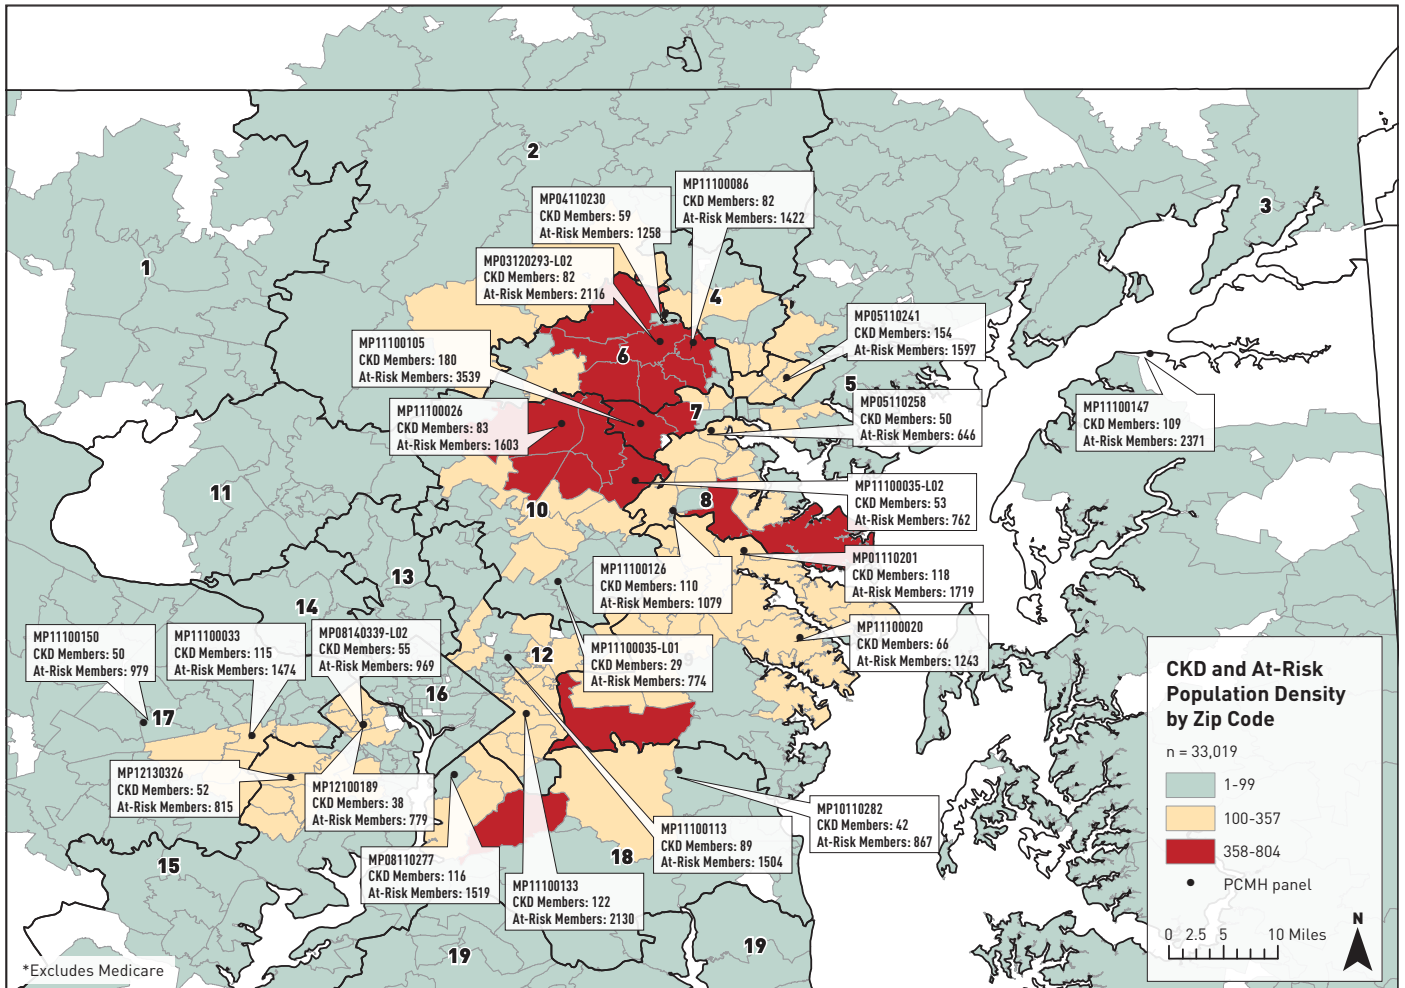 2
MP11100086
CKD Members: 82
At-Risk Members: 1422
MP04110230
CKD Members: 59
At-Risk Members: 1258
3
1
MP03120293-L02
CKD Members: 82
At-Risk Members: 2116
4
MP05110241
CKD Members: 154
At-Risk Members: 1597
MP11100105
CKD Members: 180
At-Risk Members: 3539
6
5
MP05110258
CKD Members: 50
At-Risk Members: 646
MP11100147
CKD Members: 109
At-Risk Members: 2371
MP11100026
CKD Members: 83
At-Risk Members: 1603
7
11
10
8
MP11100035-L02
CKD Members: 53
At-Risk Members: 762
MP01110201
CKD Members: 118
At-Risk Members: 1719
MP11100126
CKD Members: 110
At-Risk Members: 1079
13
14
MP11100020
CKD Members: 66
At-Risk Members: 1243
MP11100150
CKD Members: 50
At-Risk Members: 979
MP11100033
CKD Members: 115
At-Risk Members: 1474
MP08140339-L02
CKD Members: 55
At-Risk Members: 969
12
MP11100035-L01
CKD Members: 29
At-Risk Members: 774
9
16
17
CKD and At-Risk
Population Density
by Zip Code
n = 33,019
1-99
100-357
358-804
PCMH panel
0 2.5 5 10 Miles
N
MP12130326
CKD Members: 52
At-Risk Members: 815
MP12100189
CKD Members: 38
At-Risk Members: 779
MP10110282
CKD Members: 42
At-Risk Members: 867
MP11100113
CKD Members: 89
At-Risk Members: 1504
MP08110277
CKD Members: 116
At-Risk Members: 1519
MP11100133
CKD Members: 122
At-Risk Members: 2130
15
18
19
19
*Excludes Medicare